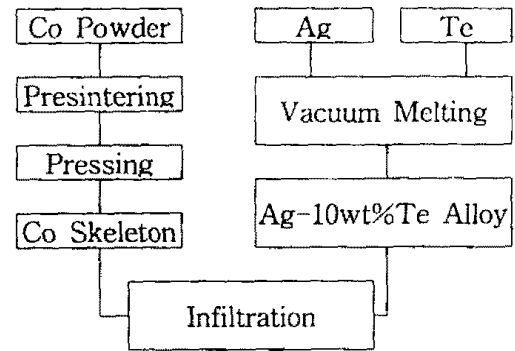 Co Powder
Ag
Te
Presintering
Vacuum Melting
Pressing
Ag-10wt%Te Alloy
Co Skeleton
Infiltration